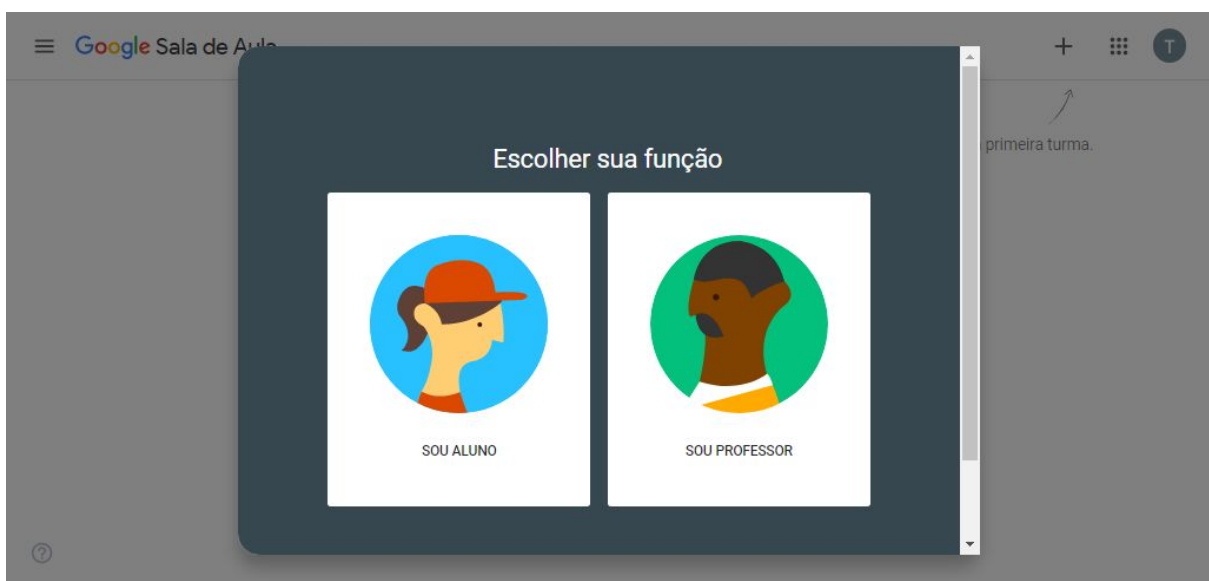 Google Sala de Aula
T
primeira turma.
Escolher sua função
SOU ALUNO
SOU PROFESSOR